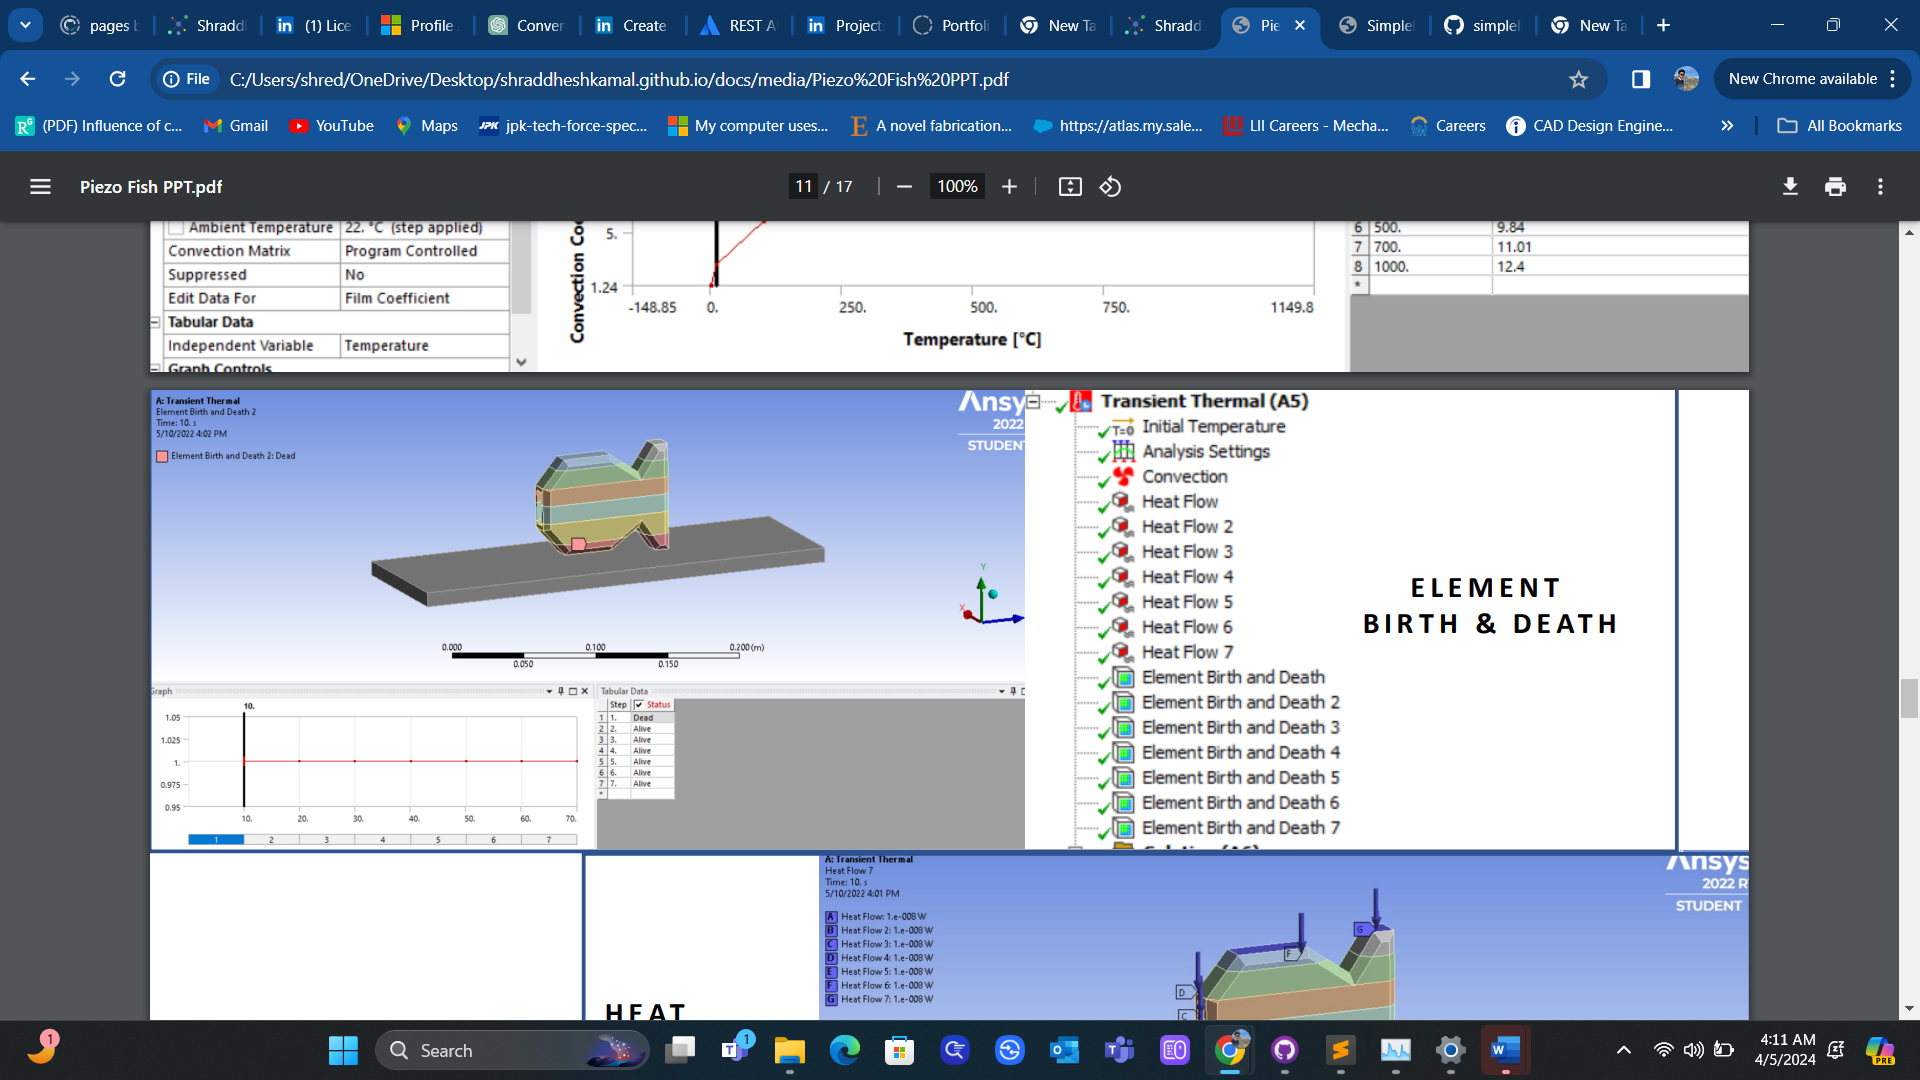 pages b
Shradd
(1) Lice
Profile
Conver
Create
REST A
Project
Portfoli
New Ta
Shradd
Pie
Simple
simple
New Ta
File
C:/Users/shred/OneDrive/Desktop/shraddheshkamal.github.io/docs/media/Piezo%20Fish%20PPT.pdf
New Chrome available
(PDF) Influence of c...
Gmail
YouTube
Maps
jpk-tech-force-spec...
My computer uses...
A novel fabrication...
https://atlas.my.sale...
LII Careers - Mecha...
Careers
CAD Design Engine...
All Bookmarks
Piezo Fish PPT.pdf
11 / 17
100%
Ambient Temperature 22. °C (step applied)
Convection Matrix Program Controlled
Suppressed No
Edit Data For Film Coefficient
Tabular Data
Independent Variable Temperature
Graph Controls
Convection Co
5.
1.24
-148.85 0. 250. 500. 750. 1149.8
Temperature [°C]
6 500. 9.84
7 700. 11.01
8 1000. 12.4
*
A: Transient Thermal
Element Birth and Death 2
Time: 10. s
5/10/2022 4:02 PM
Element Birth and Death 2: Dead
Ansy
2022
STUDEN
Y
X
0.000 0.100 0.200 (m)
0.050 0.150
Graph
10.
1.05
1.025
1.
0.975
0.95
10. 20. 30. 40. 50. 60. 70.
1 2 3 4 5 6 7
Tabular Data
Step Status
1 1. Dead
2 2. Alive
3 3. Alive
4 4. Alive
5 5. Alive
6 6. Alive
7 7. Alive
*
Transient Thermal (A5)
T=0 Initial Temperature
Analysis Settings
Convection
Heat Flow
Heat Flow 2
Heat Flow 3
Heat Flow 4
Heat Flow 5
Heat Flow 6
Heat Flow 7
Element Birth and Death
Element Birth and Death 2
Element Birth and Death 3
Element Birth and Death 4
Element Birth and Death 5
Element Birth and Death 6
Element Birth and Death 7
ELEMENT
BIRTH & DEATH
HEAT
A: Transient Thermal
Heat Flow 7
Time: 10. s
5/10/2022 4:01 PM
A Heat Flow: 1.e-008 W
B Heat Flow 2: 1.e-008 W
C Heat Flow 3: 1.e-008 W
D Heat Flow 4: 1.e-008 W
E Heat Flow 5: 1.e-008 W
F Heat Flow 6: 1.e-008 W
G Heat Flow 7: 1.e-008 W
Ansys
2022 R
STUDENT
G
F
D
C
1
Search
1
4:11 AM
4/5/2024
PRE